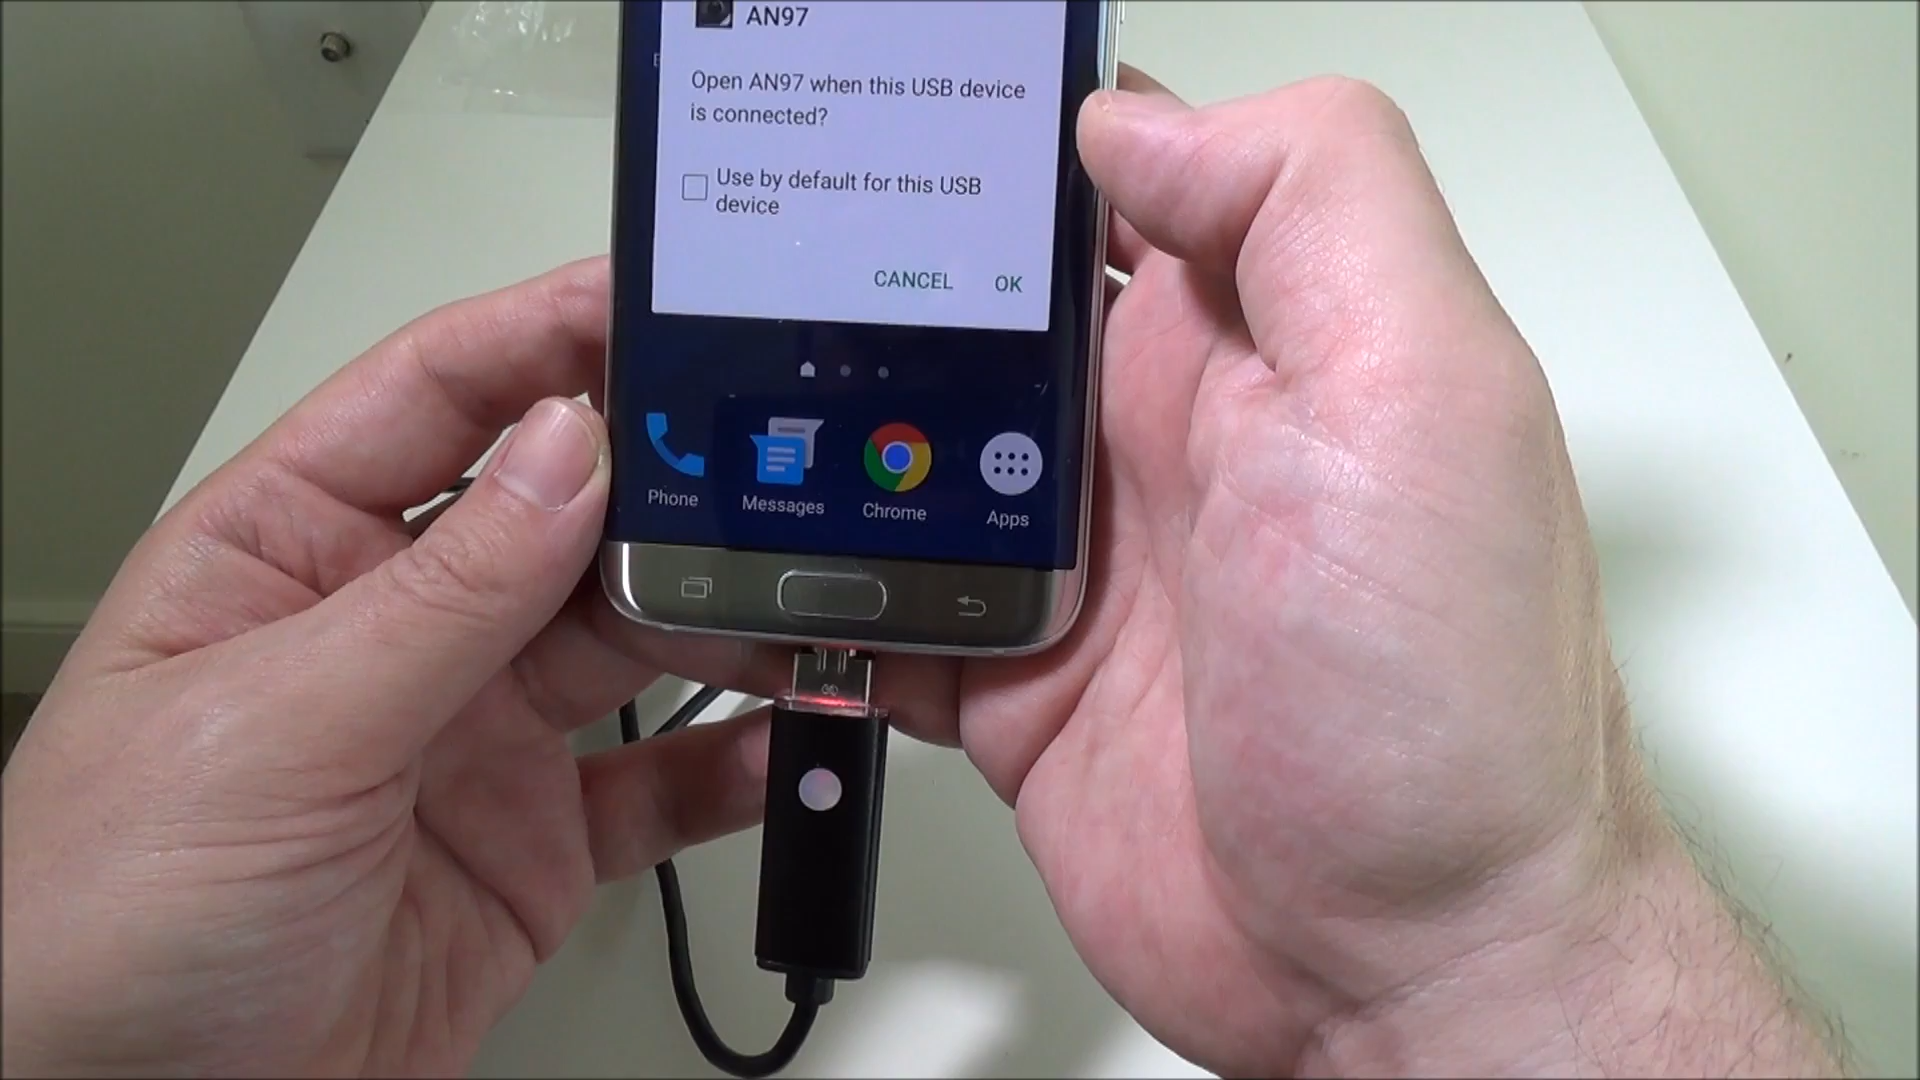 AN97
Open AN97 when this USB device
is connected?
Use by default for this USB
device
CANCEL OK
Phone Messages Chrome Apps